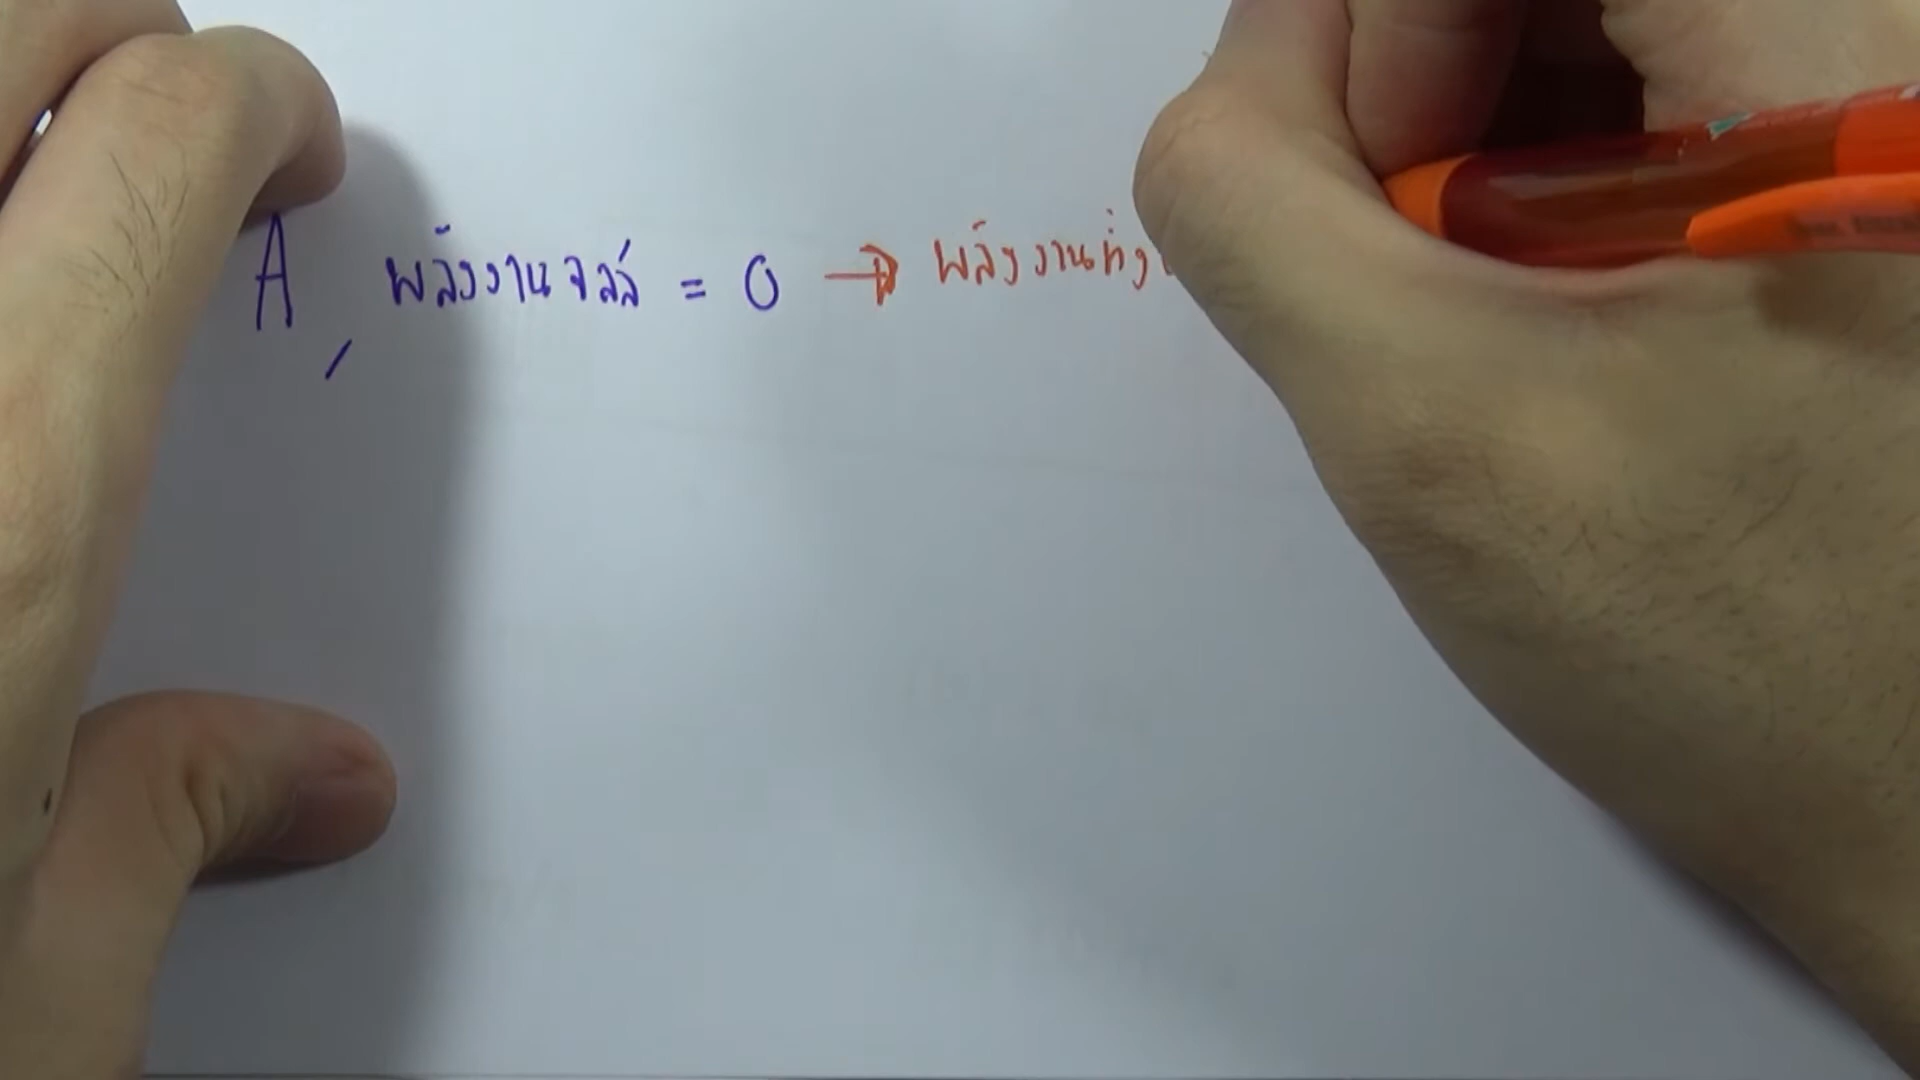 A พลังงานจลน์ = 0 → พลังงาน